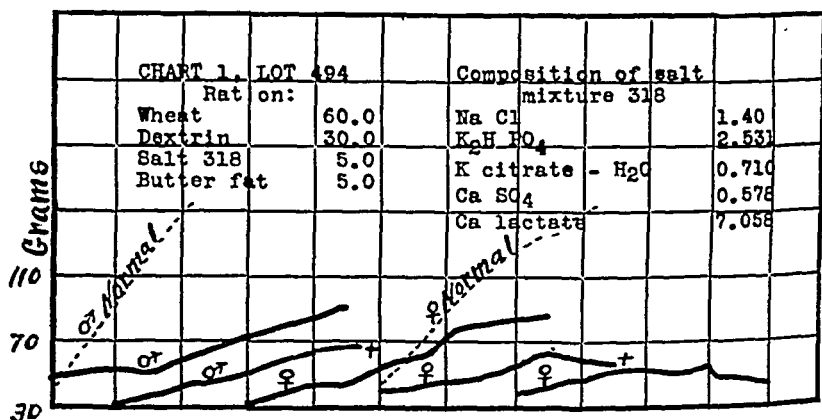 CHART 1, LOT 494
Rat on:
Wheat 60.0
Dextrin 30.0
Salt 318 5.0
Butter fat 5.0
Composition of salt
mixture 318
Na Cl 1.40
K2H PO4 2.531
K citrate - H2O 0.710
Ca SO4 0.578
Ca lactate 7.058
Grams
110
70
30
♂ Normal
♂
♂
♀
♀ Normal
♀
♀
+
+